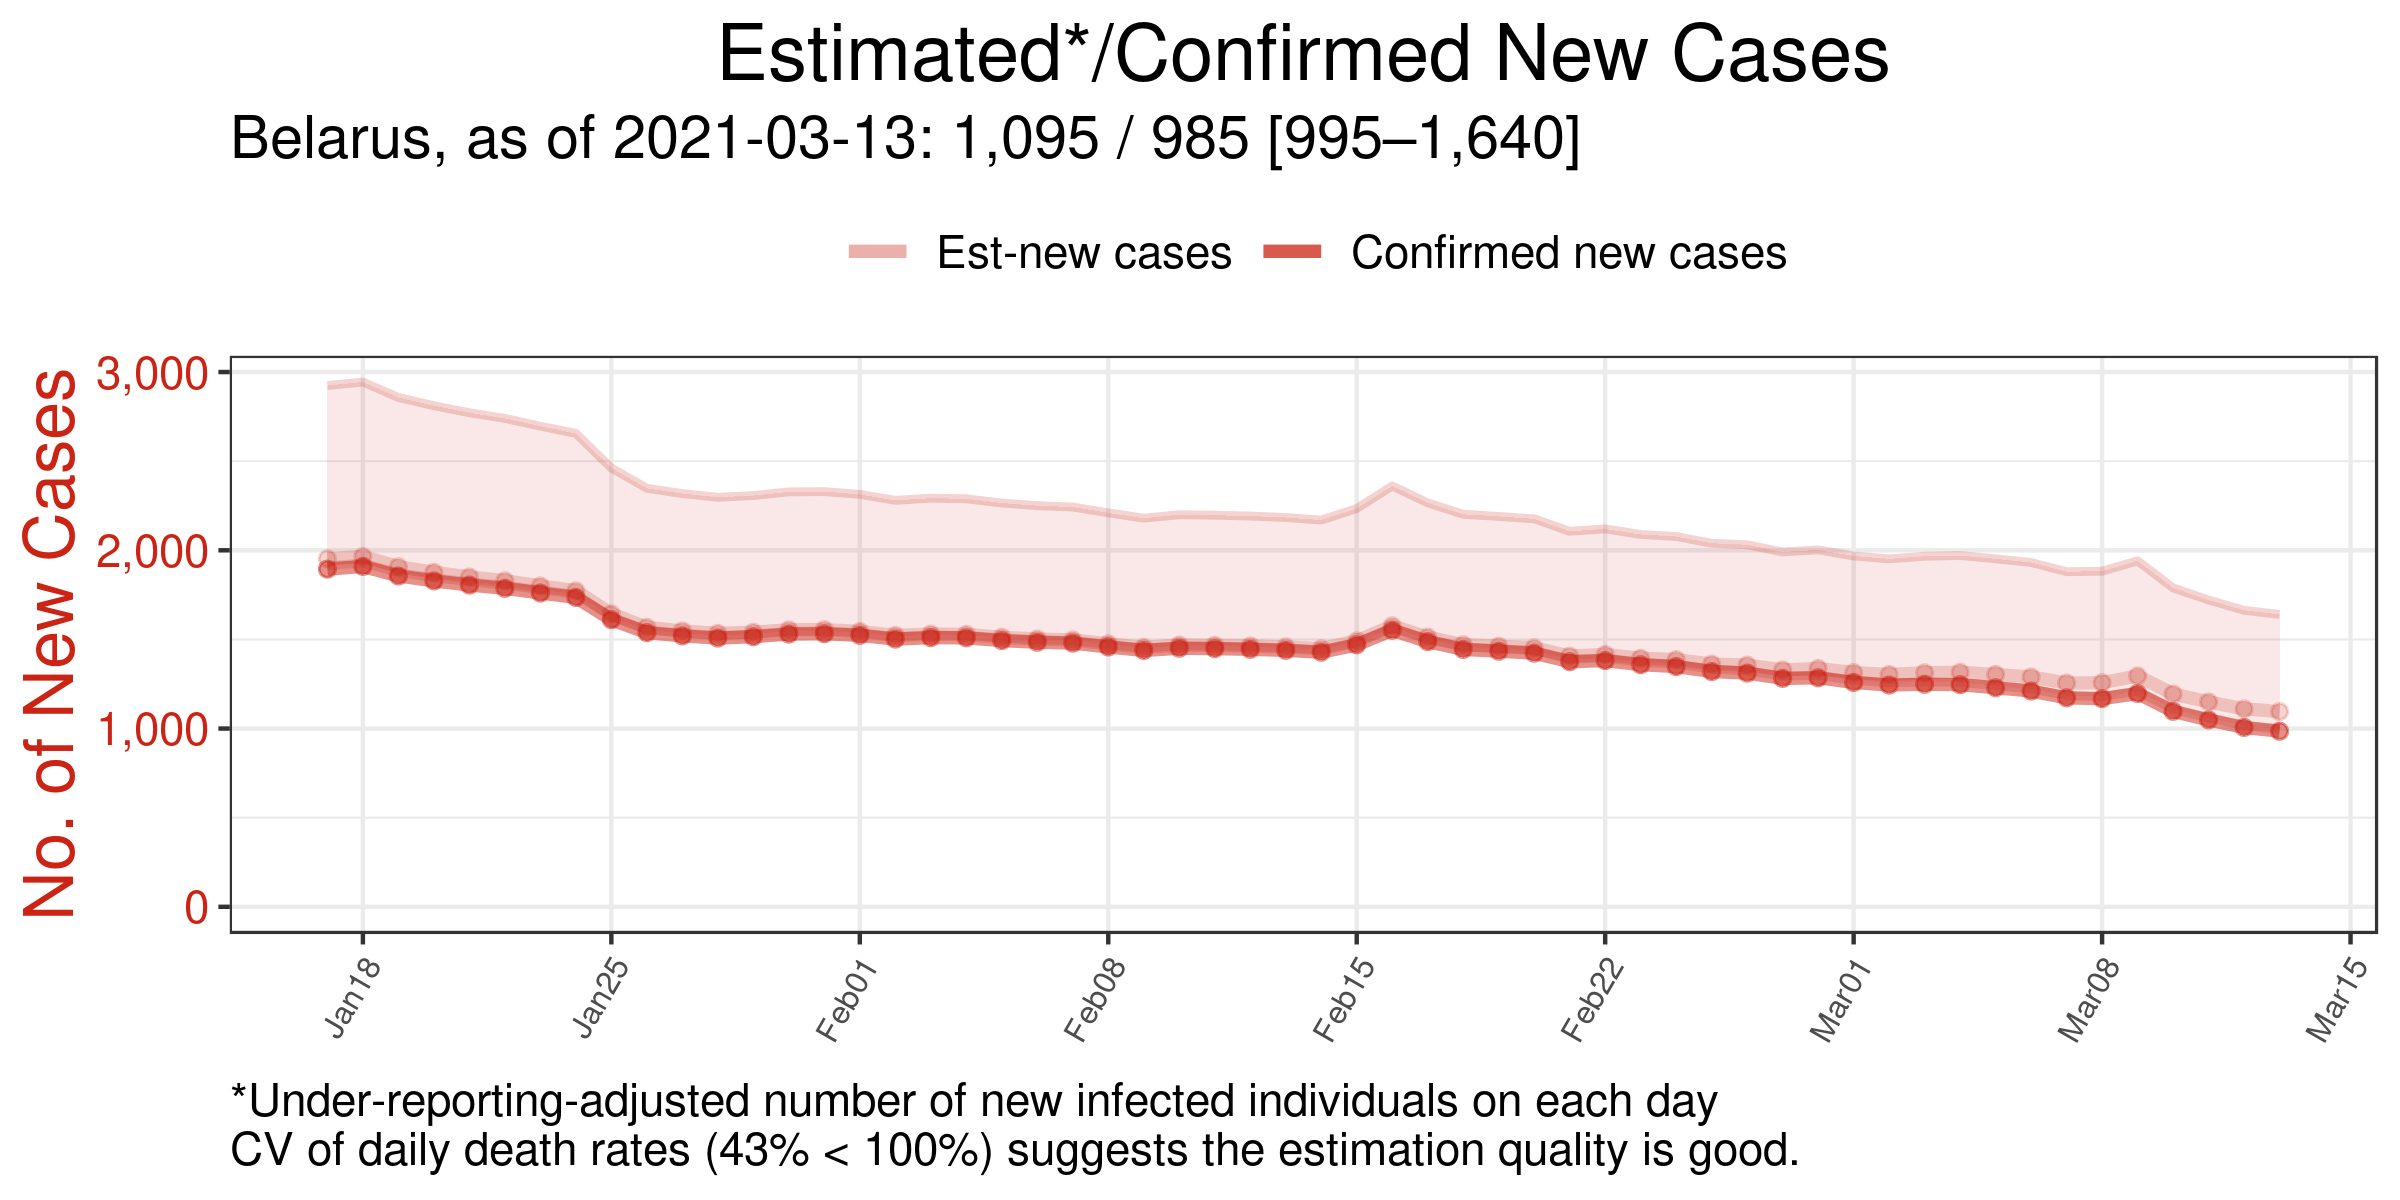 Estimated*/Confirmed New Cases
Belarus, as of 2021-03-13: 1,095 / 985 [995–1,640]
Est-new cases
Confirmed new cases
No. of New Cases
3,000
2,000
1,000
0
Jan18
Jan25
Feb01
Feb08
Feb15
Feb22
Mar01
Mar08
Mar15
*Under-reporting-adjusted number of new infected individuals on each day
CV of daily death rates (43% < 100%) suggests the estimation quality is good.